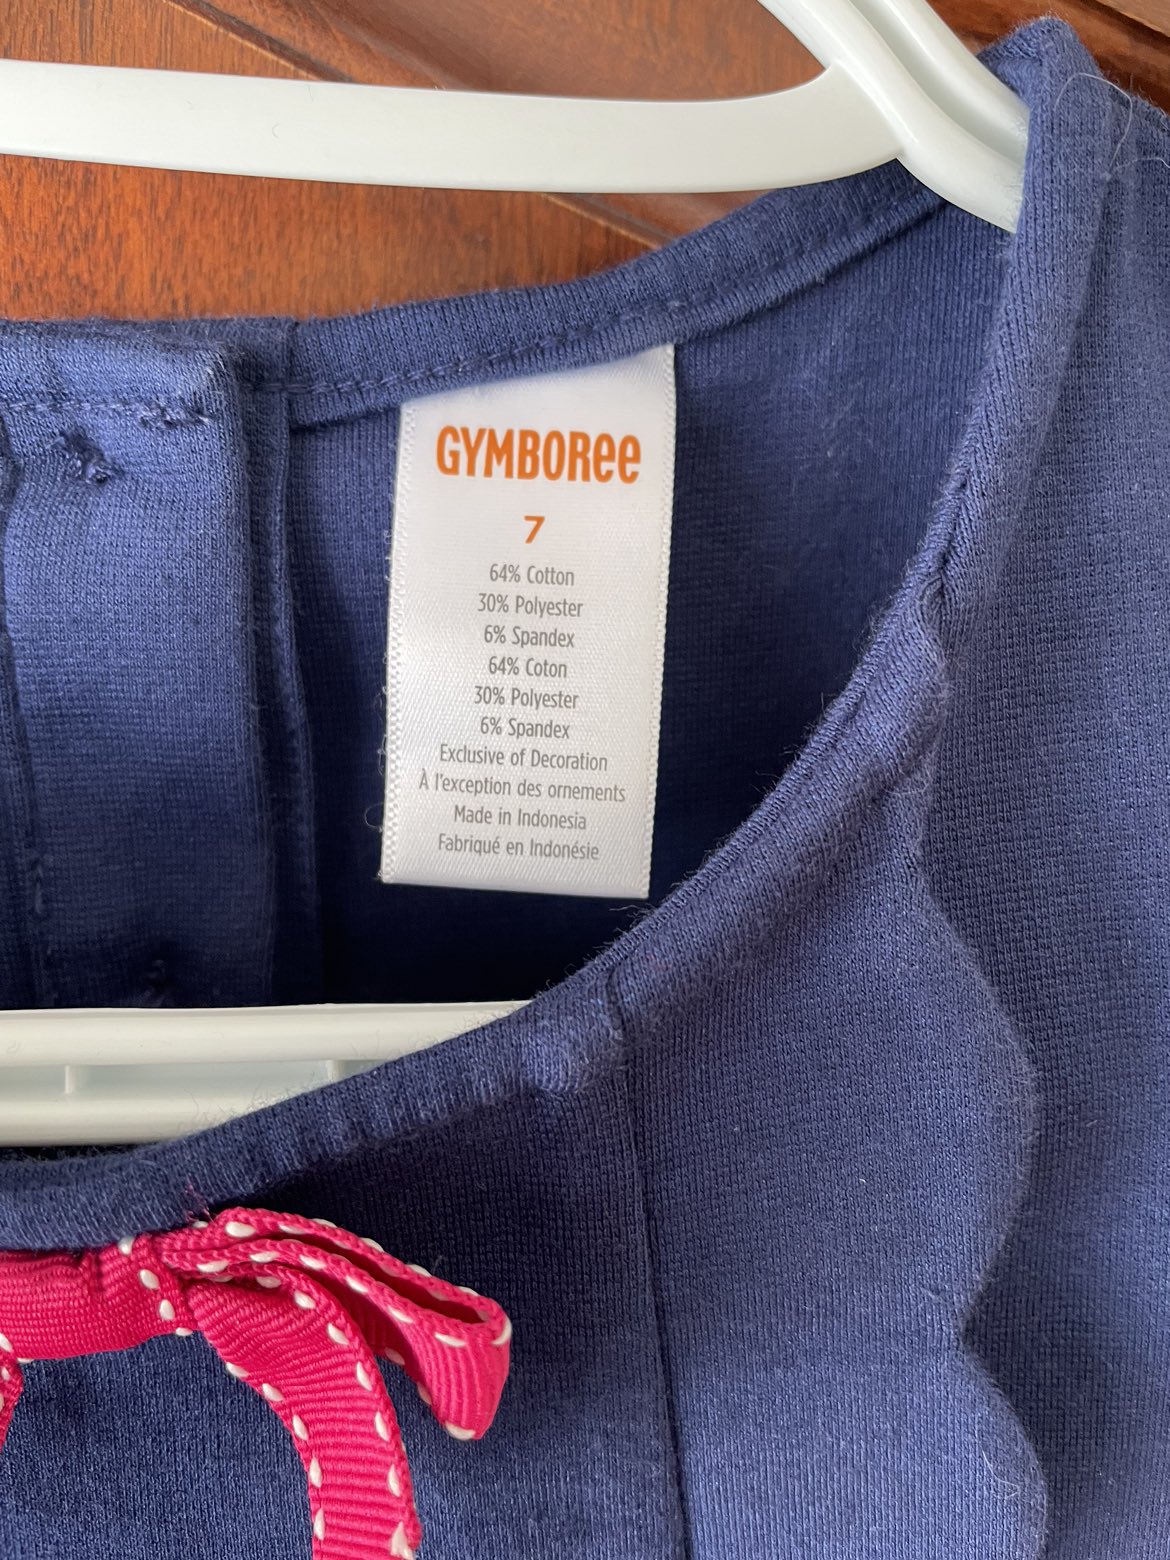 GYMBOREE
7
64% Cotton
30% Polyester
6% Spandex
64% Coton
30% Polyester
6% Spandex
Exclusive of Decoration
À l'exception des ornements
Made in Indonesia
Fabriqué en Indonésie